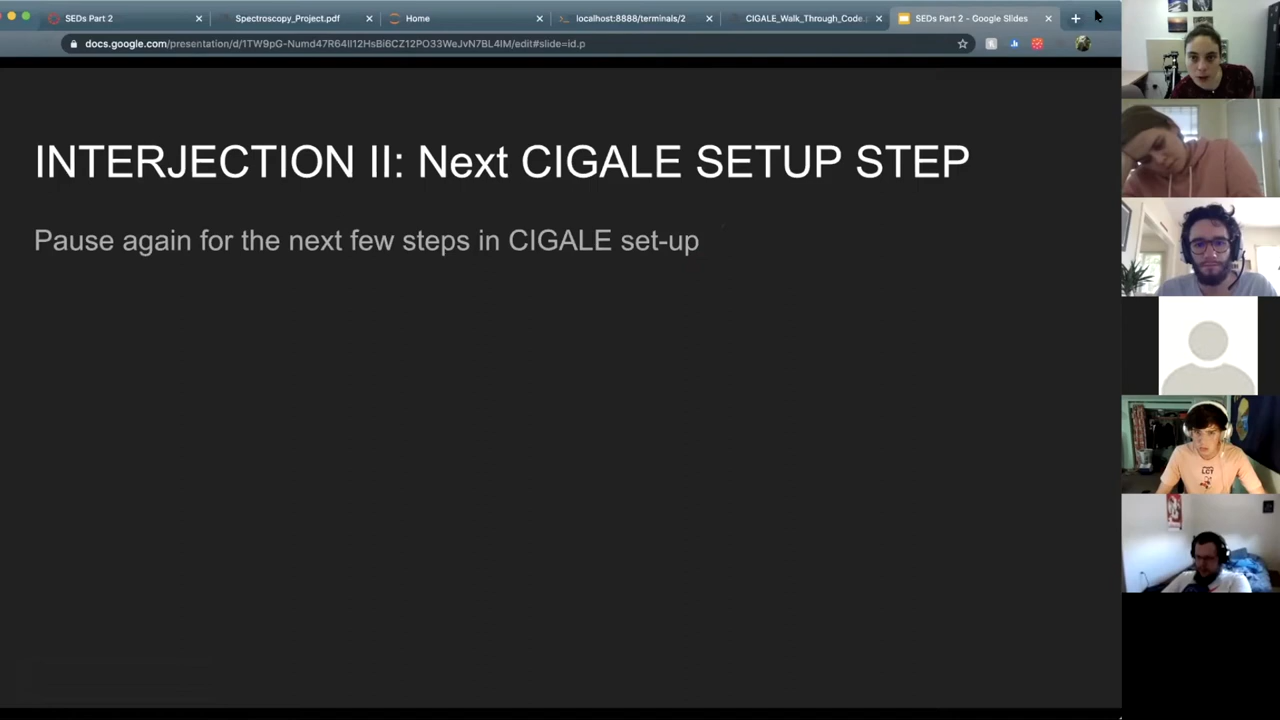 SEDs Part 2
Spectroscopy_Project.pdf
Home
localhost:8888/terminals/2
CIGALE_Walk_Through_Code.p
SEDs Part 2 - Google Slides
docs.google.com/presentation/d/1TW9pG-Numd47R64II12HsBi6CZ12PO33WeJvN7BL4IM/edit#slide=id.p
INTERJECTION II: Next CIGALE SETUP STEP
Pause again for the next few steps in CIGALE set-up
LCT